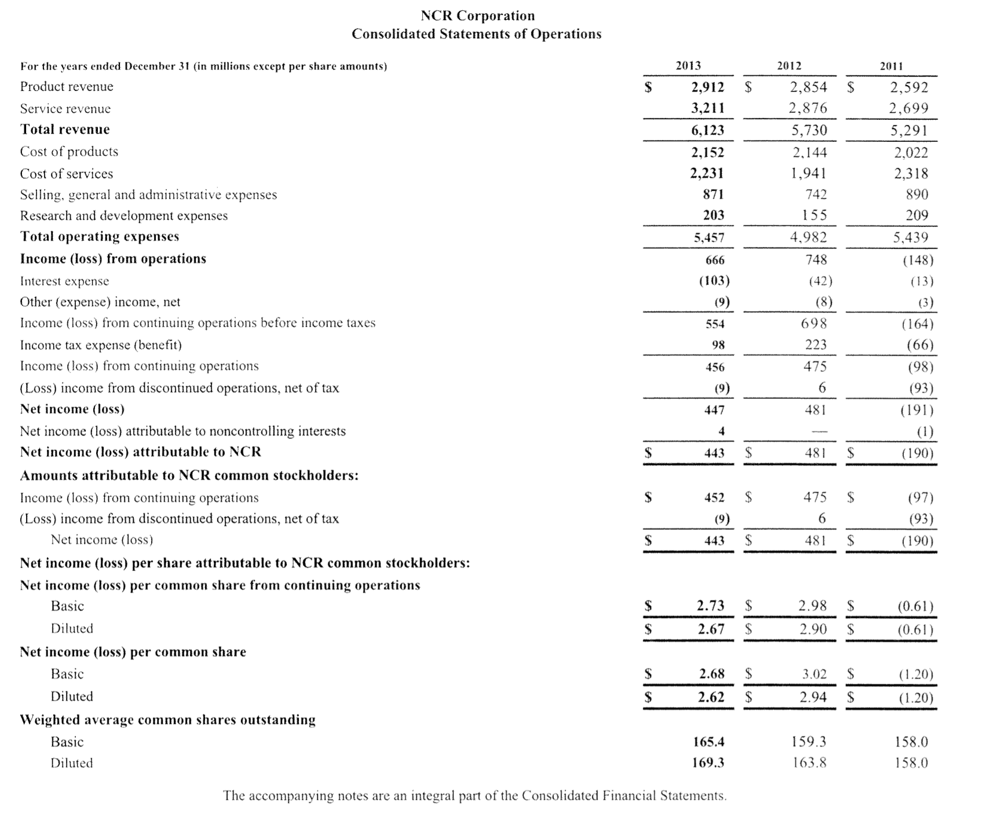 NCR Corporation
Consolidated Statements of Operations
For the years ended December 31 (in millions except per share amounts) 2013 2012 2011
Product revenue $ 2,912 $ 2,854 $ 2,592
Service revenue 3,211 2,876 2,699
Total revenue 6,123 5,730 5,291
Cost of products 2,152 2,144 2,022
Cost of services 2,231 1,941 2,318
Selling, general and administrative expenses 871 742 890
Research and development expenses 203 155 209
Total operating expenses 5,457 4,982 5,439
Income (loss) from operations 666 748 (148)
Interest expense (103) (42) (13)
Other (expense) income, net (9) (8) (3)
Income (loss) from continuing operations before income taxes 554 698 (164)
Income tax expense (benefit) 98 223 (66)
Income (loss) from continuing operations 456 475 (98)
(Loss) income from discontinued operations, net of tax (9) 6 (93)
Net income (loss) 447 481 (191)
Net income (loss) attributable to noncontrolling interests 4 — (1)
Net income (loss) attributable to NCR $ 443 $ 481 $ (190)
Amounts attributable to NCR common stockholders:
Income (loss) from continuing operations $ 452 $ 475 $ (97)
(Loss) income from discontinued operations, net of tax (9) 6 (93)
Net income (loss) $ 443 $ 481 $ (190)
Net income (loss) per share attributable to NCR common stockholders:
Net income (loss) per common share from continuing operations
Basic $ 2.73 $ 2.98 $ (0.61)
Diluted $ 2.67 $ 2.90 $ (0.61)
Net income (loss) per common share
Basic $ 2.68 $ 3.02 $ (1.20)
Diluted $ 2.62 $ 2.94 $ (1.20)
Weighted average common shares outstanding
Basic 165.4 159.3 158.0
Diluted 169.3 163.8 158.0
The accompanying notes are an integral part of the Consolidated Financial Statements.